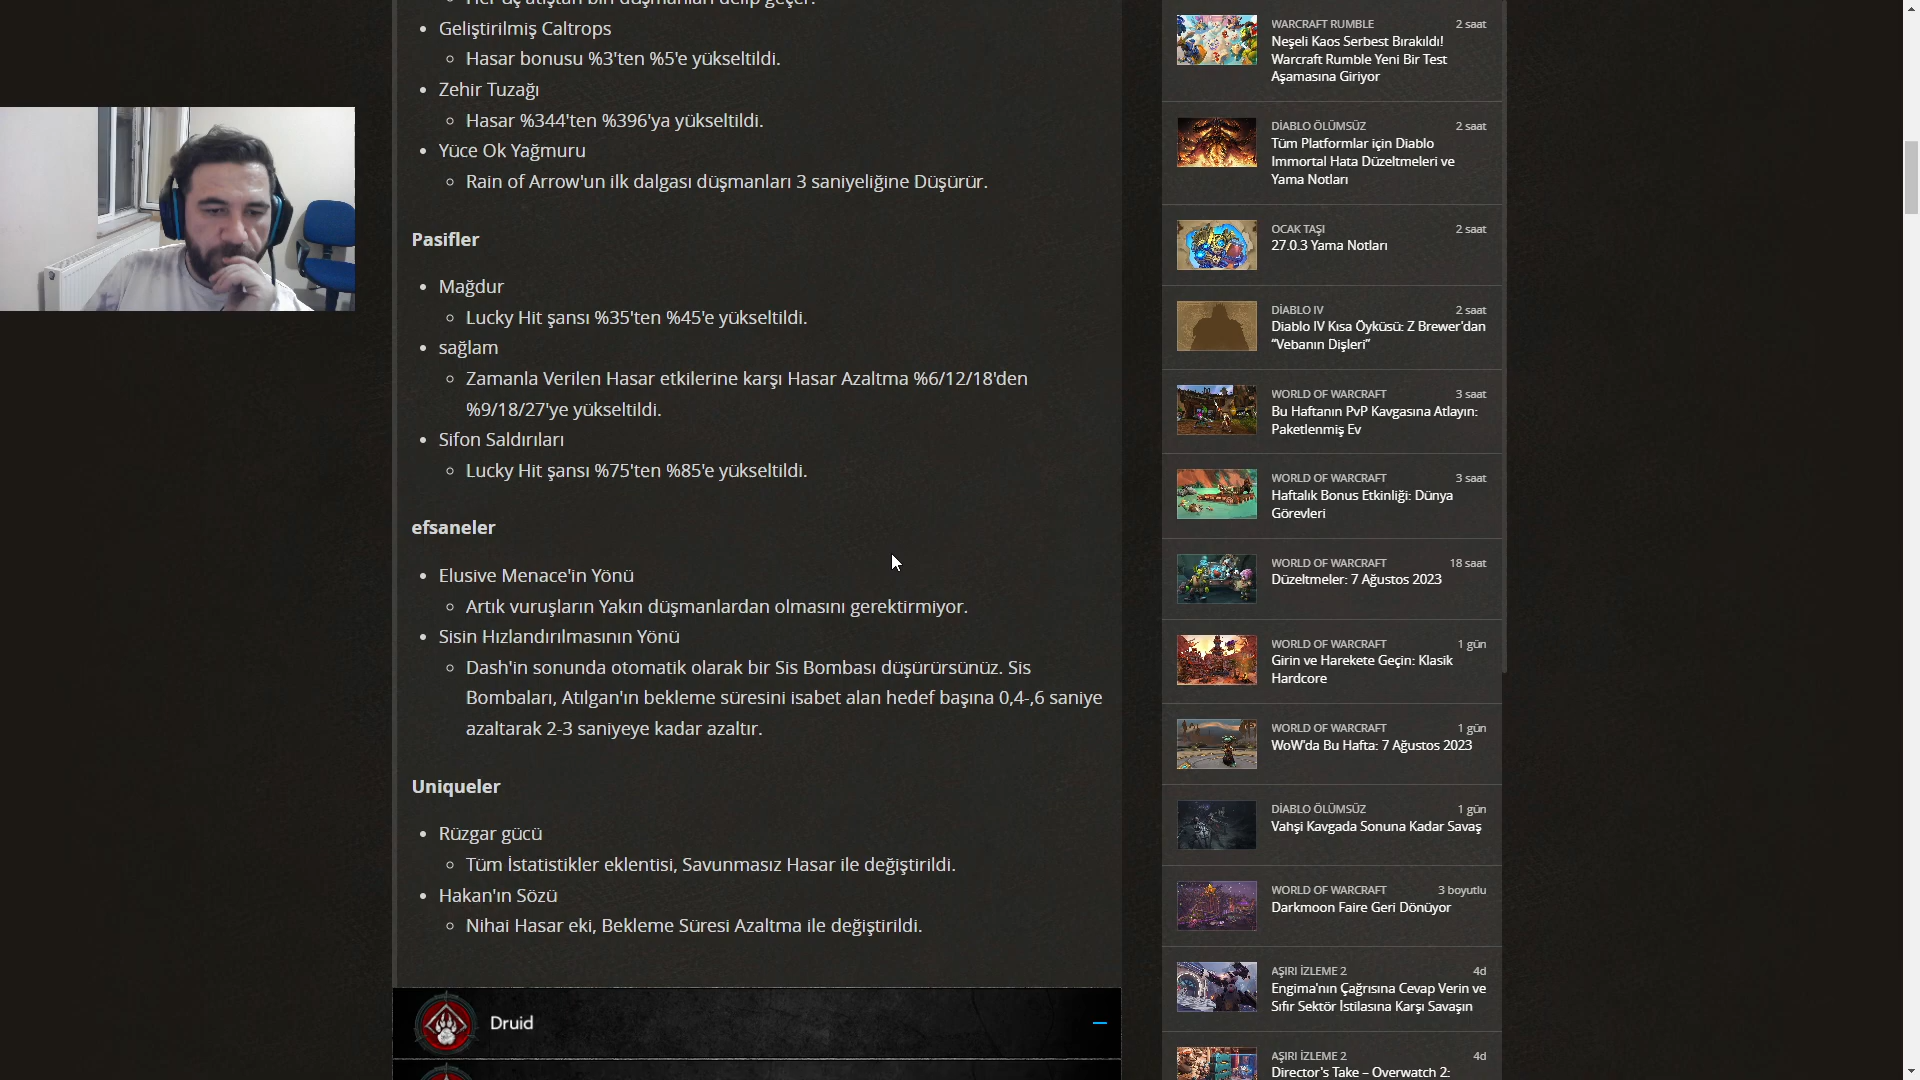 Her üç atıştan biri düşmanları delip geçer.
Geliştirilmiş Caltrops
Hasar bonusu %3'ten %5'e yükseltildi.
Zehir Tuzağı
Hasar %344'ten %396'ya yükseltildi.
Yüce Ok Yağmuru
Rain of Arrow'un ilk dalgası düşmanları 3 saniyeliğine Düşürür.
Pasifler
Mağdur
Lucky Hit şansı %35'ten %45'e yükseltildi.
sağlam
Zamanla Verilen Hasar etkilerine karşı Hasar Azaltma %6/12/18'den
%9/18/27'ye yükseltildi.
Sifon Saldırıları
Lucky Hit şansı %75'ten %85'e yükseltildi.
efsaneler
Elusive Menace'in Yönü
Artık vuruşların Yakın düşmanlardan olmasını gerektirmiyor.
Sisin Hızlandırılmasının Yönü
Dash'in sonunda otomatik olarak bir Sis Bombası düşürürsünüz. Sis
Bombaları, Atılgan'ın bekleme süresini isabet alan hedef başına 0,4-,6 saniye
azaltarak 2-3 saniyeye kadar azaltır.
Uniqueler
Rüzgar gücü
Tüm İstatistikler eklentisi, Savunmasız Hasar ile değiştirildi.
Hakan'ın Sözü
Nihai Hasar eki, Bekleme Süresi Azaltma ile değiştirildi.
Druid
WARCRAFT RUMBLE 2 saat
Neşeli Kaos Serbest Bırakıldı!
Warcraft Rumble Yeni Bir Test
Aşamasına Giriyor
DİABLO ÖLÜMSÜZ 2 saat
Tüm Platformlar için Diablo
Immortal Hata Düzeltmeleri ve
Yama Notları
OCAK TAŞI 2 saat
27.0.3 Yama Notları
DİABLO IV 2 saat
Diablo IV Kısa Öyküsü: Z Brewer'dan
“Vebanın Dişleri”
WORLD OF WARCRAFT 3 saat
Bu Haftanın PvP Kavgasına Atlayın:
Paketlenmiş Ev
WORLD OF WARCRAFT 3 saat
Haftalık Bonus Etkinliği: Dünya
Görevleri
WORLD OF WARCRAFT 18 saat
Düzeltmeler: 7 Ağustos 2023
WORLD OF WARCRAFT 1 gün
Girin ve Harekete Geçin: Klasik
Hardcore
WORLD OF WARCRAFT 1 gün
WoW'da Bu Hafta: 7 Ağustos 2023
DİABLO ÖLÜMSÜZ 1 gün
Vahşi Kavgada Sonuna Kadar Savaş
WORLD OF WARCRAFT 3 boyutlu
Darkmoon Faire Geri Dönüyor
AŞIRI İZLEME 2 4d
Engima'nın Çağrısına Cevap Verin ve
Sıfır Sektör İstilasına Karşı Savaşın
AŞIRI İZLEME 2 4d
Director's Take – Overwatch 2: